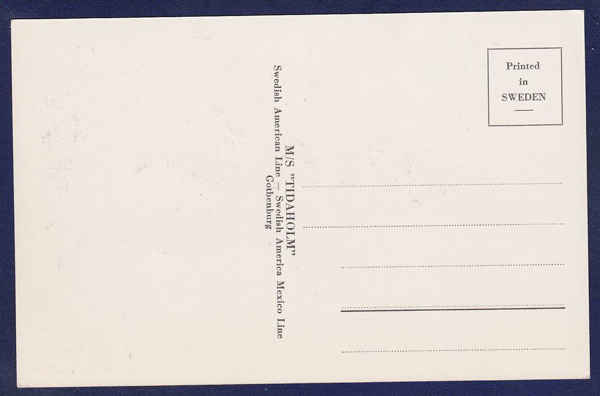 M/S "TIDAHOLM"
Swedish American Line — Swedish America Mexico Line
Gothenburg
Printed
in
SWEDEN